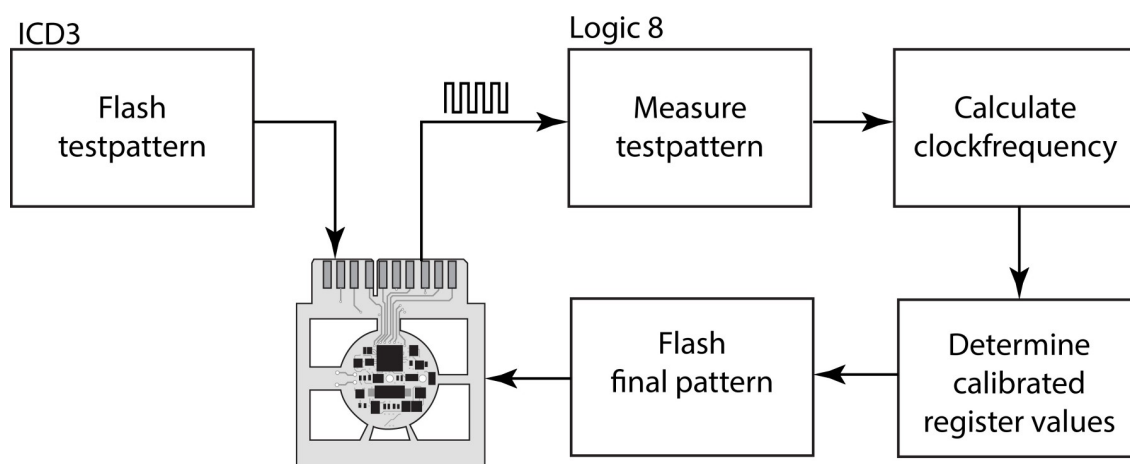 ICD3
Flash
testpattern
Logic 8
Measure
testpattern
Calculate
clockfrequency
Determine
calibrated
register values
Flash
final pattern